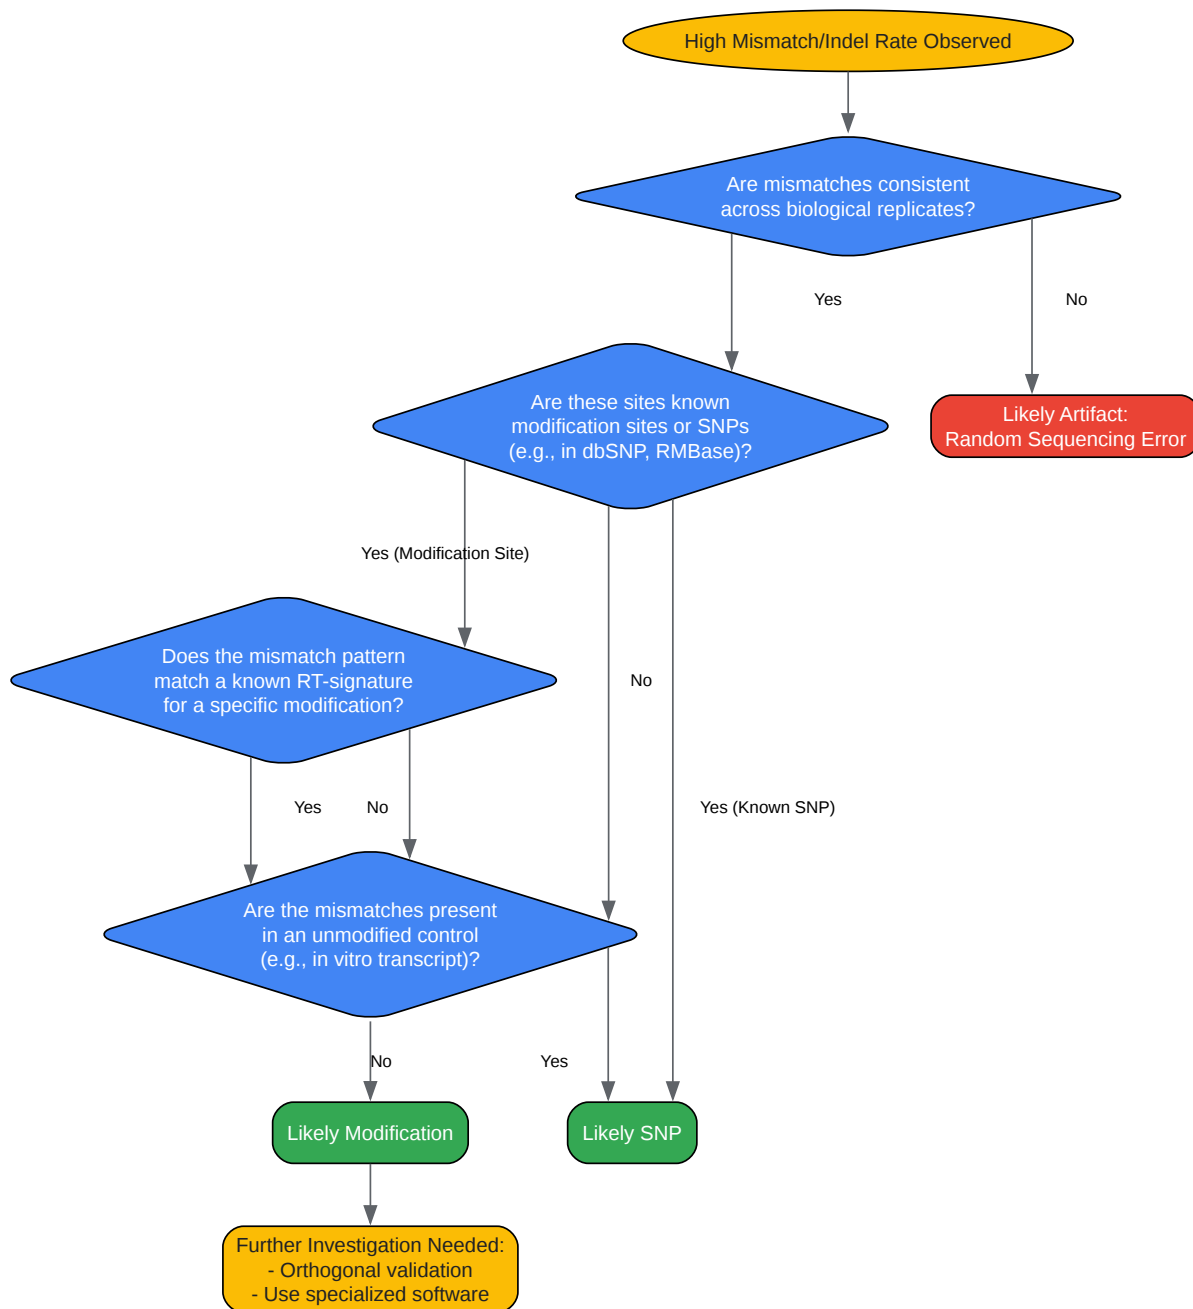 High Mismatch/Indel Rate Observed
Are mismatches consistent
across biological replicates?
Yes
No
Are these sites known
modification sites or SNPs
(e.g., in dbSNP, RMBase)?
Likely Artifact:
Random Sequencing Error
Yes (Modification Site)
Does the mismatch pattern
match a known RT-signature
for a specific modification?
No
Yes
No
Yes (Known SNP)
Are the mismatches present
in an unmodified control
(e.g., in vitro transcript)?
No
Yes
Likely Modification
Likely SNP
Further Investigation Needed:
- Orthogonal validation
- Use specialized software